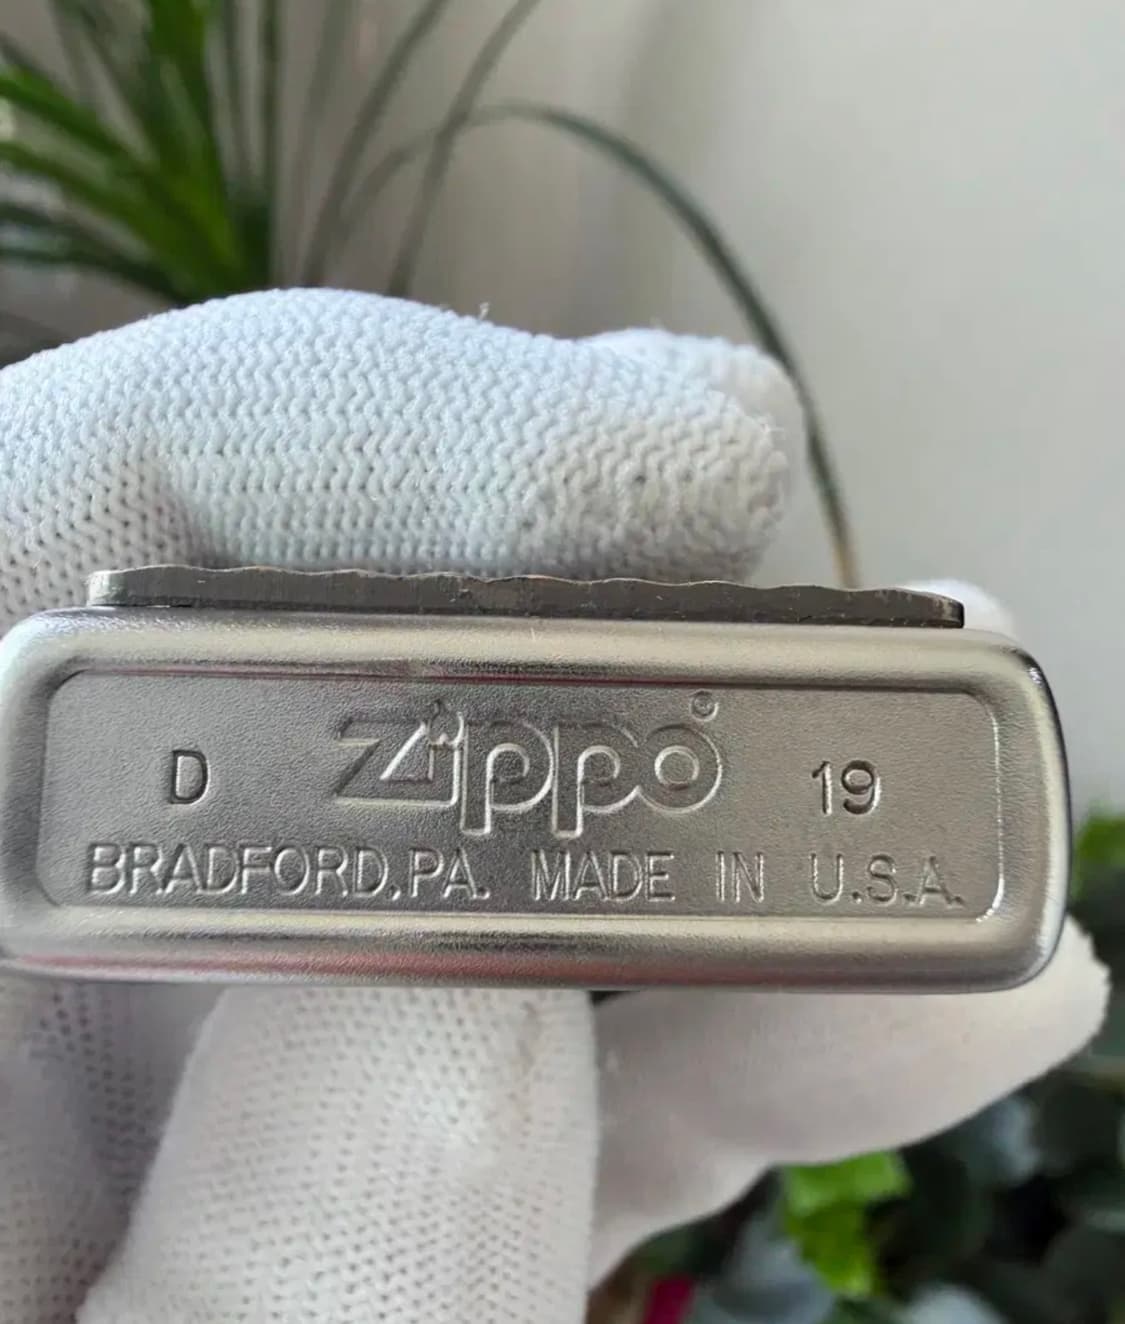 D zippo® 19
BRADFORD, PA. MADE IN U.S.A.